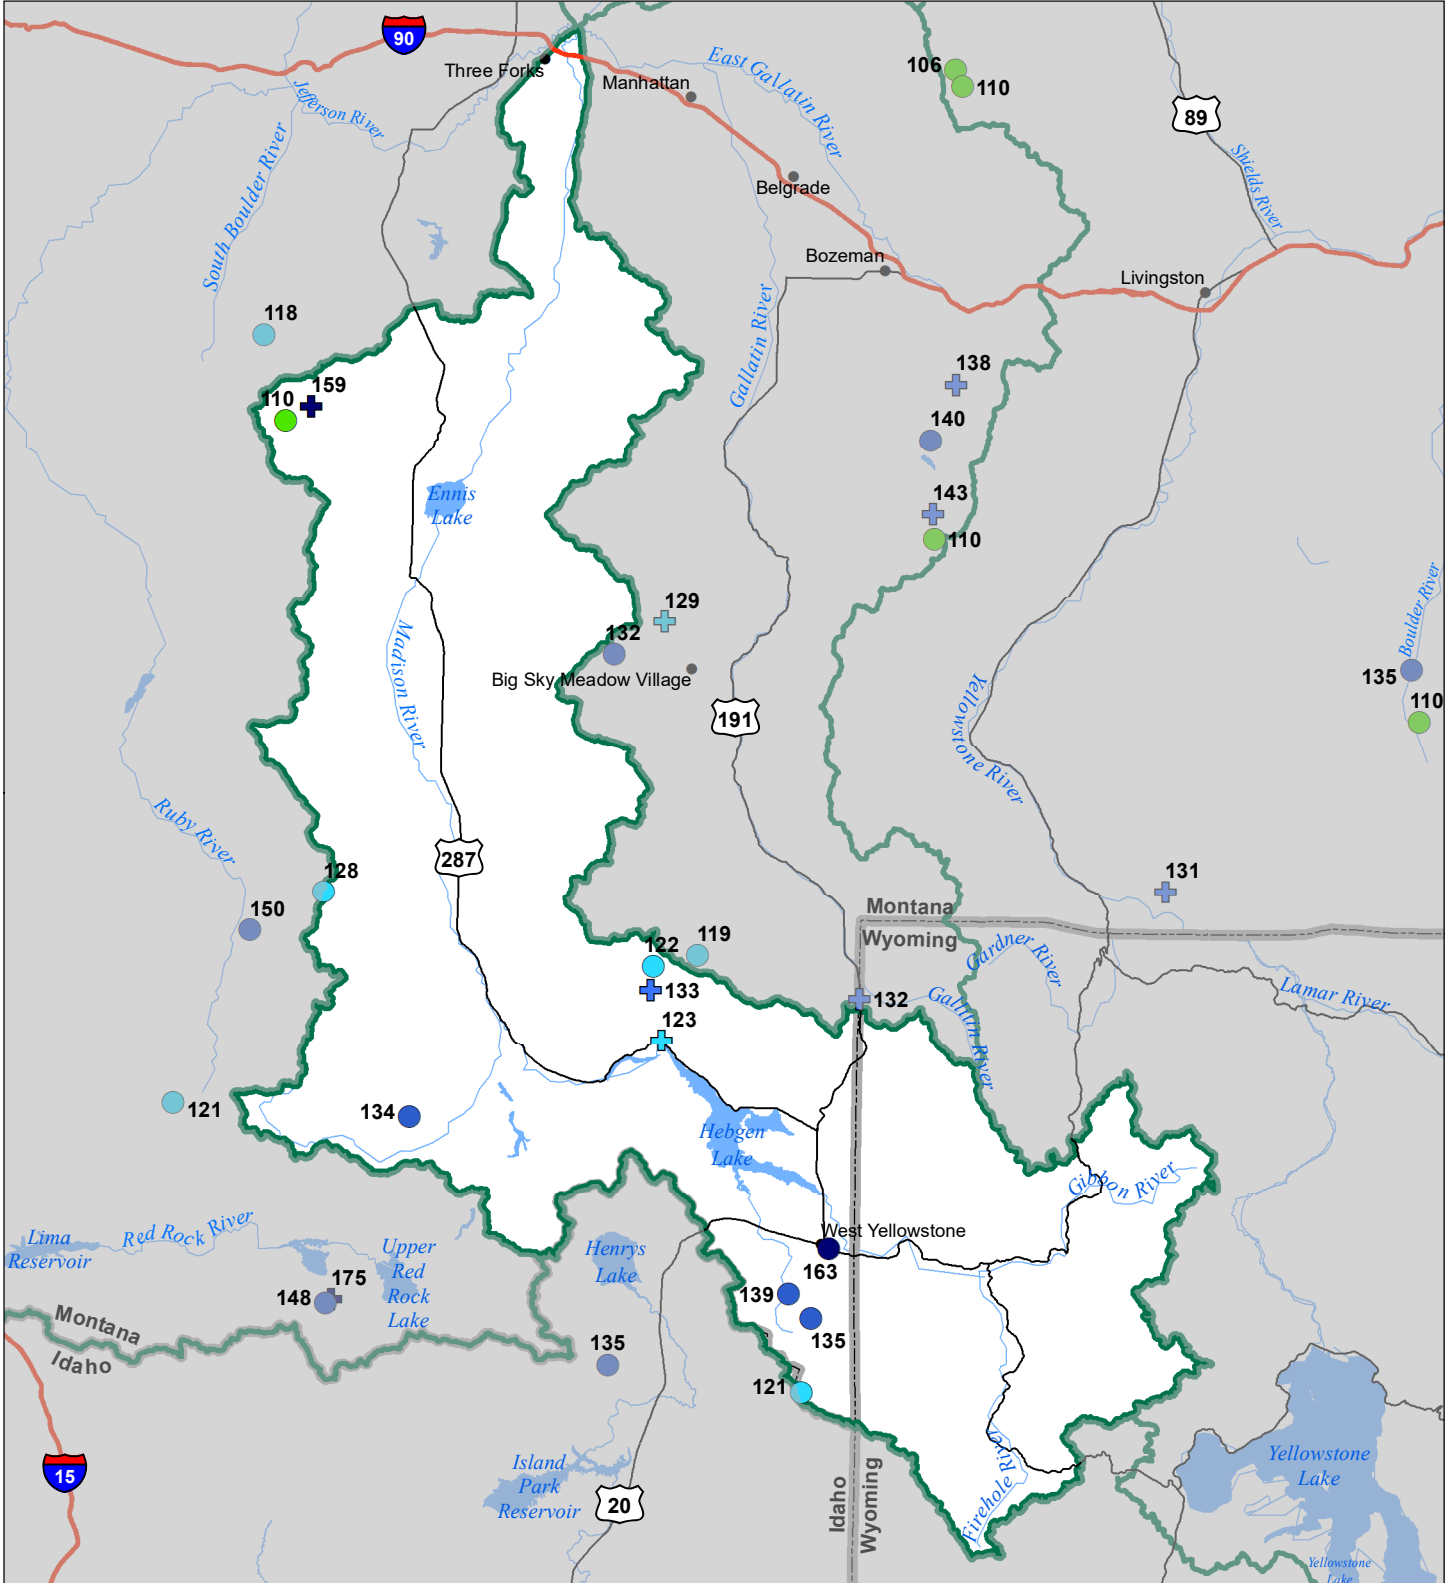 90
Three Forks
Manhattan
East Gallatin River
106
110
89
Jefferson River
South Boulder River
Belgrade
Shields River
Bozeman
Livingston
Gallatin River
118
159
110
138
140
Ennis
Lake
143
110
129
132
Big Sky Meadow Village
Madison River
191
Yellowstone River
Boulder River
135
110
Ruby River
287
128
150
131
Montana
Wyoming
122
119
133
132
Gardner River
Gallatin River
Lamar River
123
121
134
Hebgen
Lake
Gibbon River
Lima
Reservoir
Red Rock River
Upper
Red
Rock
Lake
Henrys
Lake
West Yellowstone
163
175
148
139
135
135
121
Montana
Idaho
15
Island
Park
Reservoir
20
Idaho
Wyoming
Firehole River
Yellowstone
Lake
Yellowstone
Lake